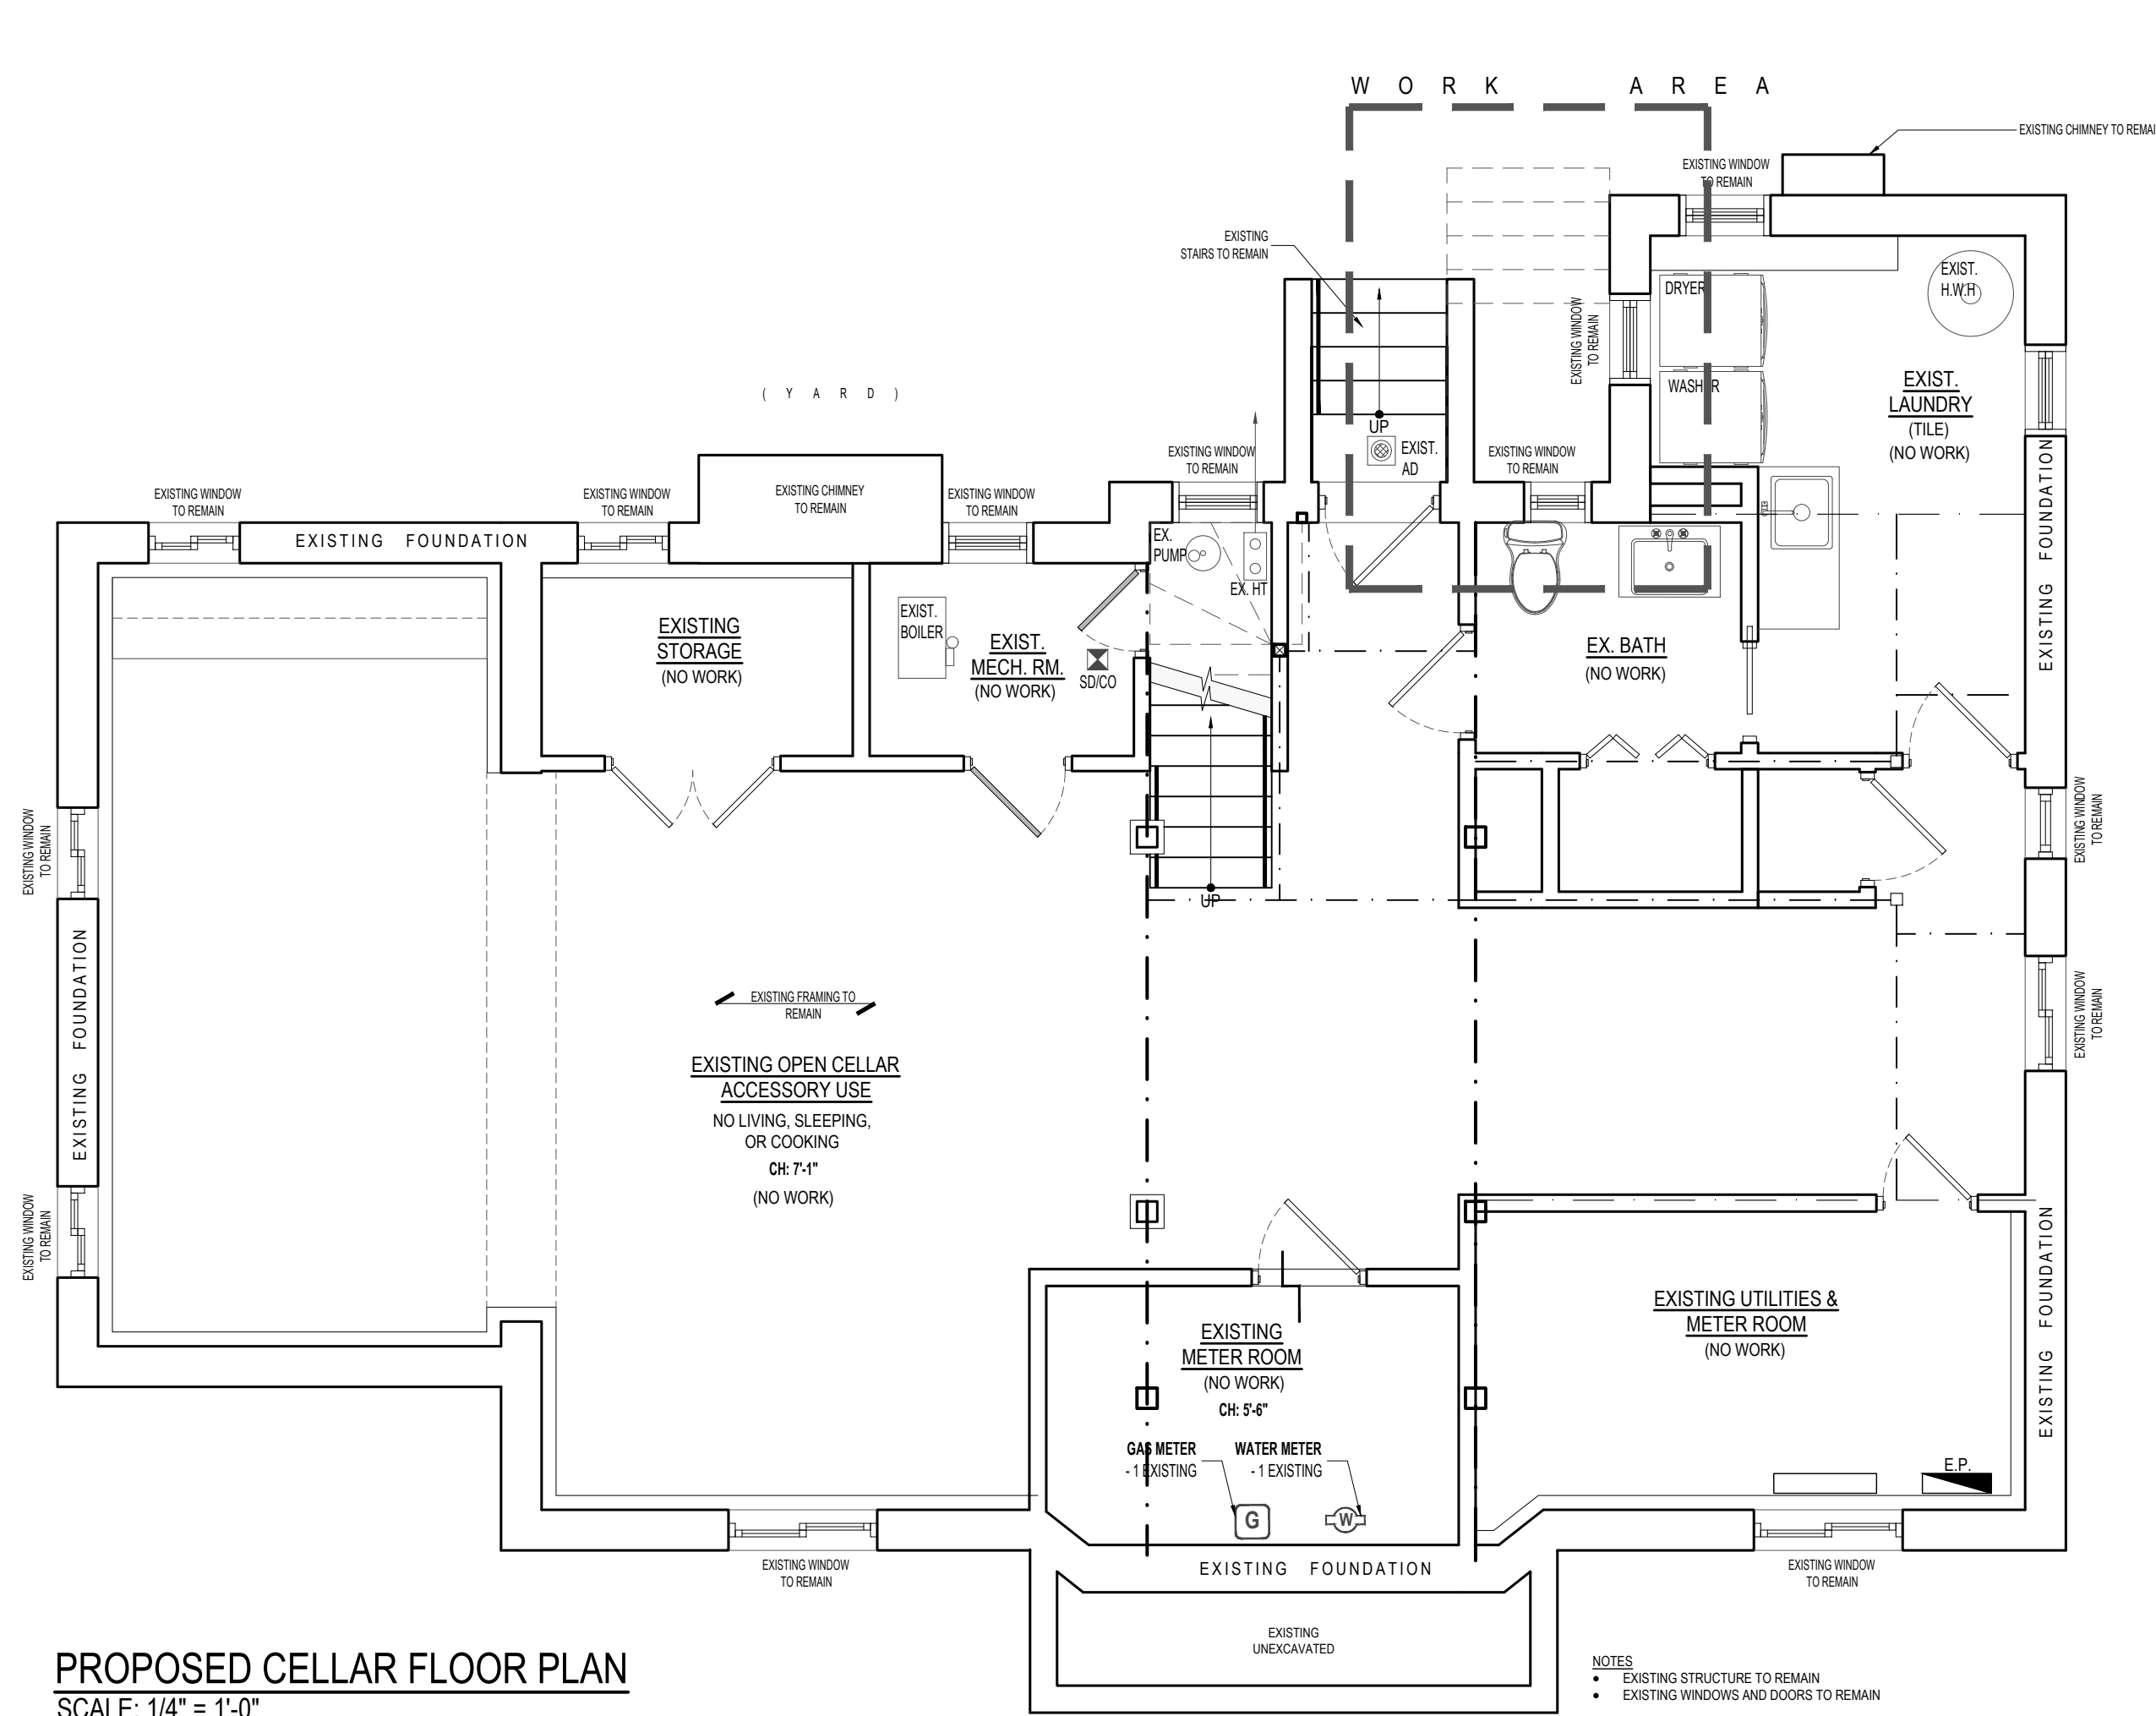 W O R K A R E A
EXISTING CHIMNEY TO REMAI
EXISTING WINDOW
TO REMAIN
EXISTING
STAIRS TO REMAIN
EXIST.
H.W.H
DRYER
EXISTING WINDOW
TO REMAIN
WASHER
EXIST.
LAUNDRY
(TILE)
(NO WORK)
( Y A R D )
UP
EXIST.
AD
EXISTING WINDOW
TO REMAIN
EXISTING WINDOW
TO REMAIN
EXISTING WINDOW
TO REMAIN
EXISTING WINDOW
TO REMAIN
EXISTING CHIMNEY
TO REMAIN
EXISTING WINDOW
TO REMAIN
EXISTING FOUNDATION
EXISTING FOUNDATION
EX.
PUMP
EX. HT
EXIST.
BOILER
EXISTING
STORAGE
(NO WORK)
EXIST.
MECH. RM.
(NO WORK)
SD/CO
EX. BATH
(NO WORK)
EXISTING WINDOW
TO REMAIN
EXISTING WINDOW
TO REMAIN
UP
EXISTING FOUNDATION
EXISTING FRAMING TO
REMAIN
EXISTING WINDOW
TO REMAIN
EXISTING OPEN CELLAR
ACCESSORY USE
NO LIVING, SLEEPING,
OR COOKING
CH: 7'-1"
(NO WORK)
EXISTING WINDOW
TO REMAIN
EXISTING FOUNDATION
EXISTING UTILITIES &
METER ROOM
(NO WORK)
EXISTING
METER ROOM
(NO WORK)
CH: 5'-6"
GAS METER
- 1 EXISTING
WATER METER
- 1 EXISTING
G
W
E.P.
EXISTING WINDOW
TO REMAIN
EXISTING FOUNDATION
EXISTING WINDOW
TO REMAIN
EXISTING
UNEXCAVATED
PROPOSED CELLAR FLOOR PLAN
SCALE: 1/4" = 1'-0"
NOTES
• EXISTING STRUCTURE TO REMAIN
• EXISTING WINDOWS AND DOORS TO REMAIN